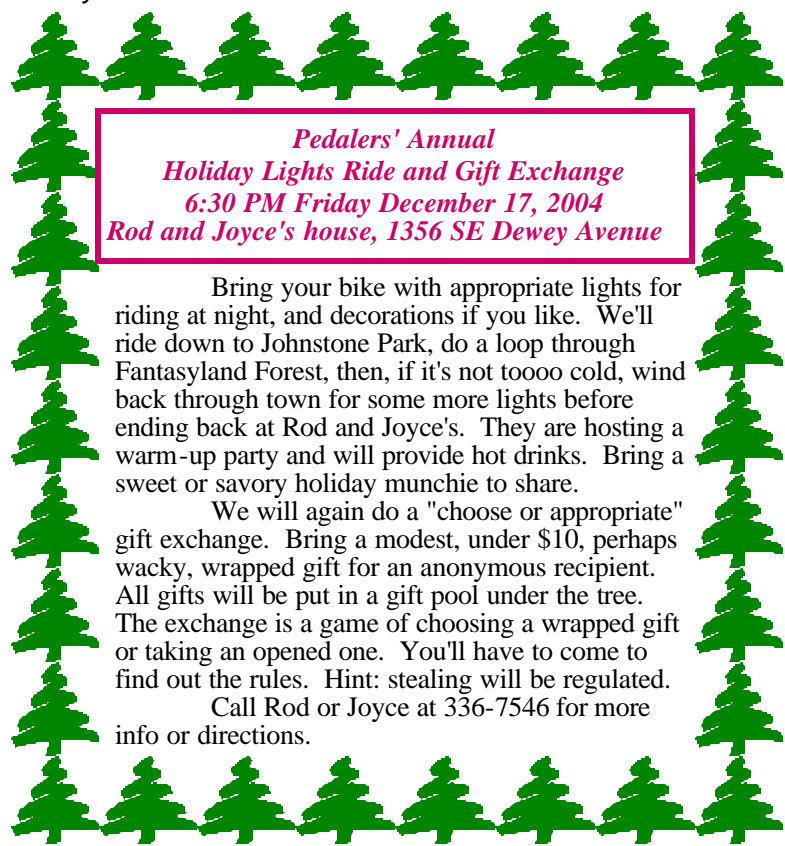 Pedalers' Annual
Holiday Lights Ride and Gift Exchange
6:30 PM Friday December 17, 2004
Rod and Joyce's house, 1356 SE Dewey Avenue
Bring your bike with appropriate lights for
riding at night, and decorations if you like.  We'll
ride down to Johnstone Park, do a loop through
Fantasyland Forest, then, if it's not toooo cold, wind
back through town for some more lights before
ending back at Rod and Joyce's.  They are hosting a
warm-up party and will provide hot drinks.  Bring a
sweet or savory holiday munchie to share.
We will again do a "choose or appropriate"
gift exchange.  Bring a modest, under $10, perhaps
wacky, wrapped gift for an anonymous recipient.
All gifts will be put in a gift pool under the tree.
The exchange is a game of choosing a wrapped gift
or taking an opened one.  You'll have to come to
find out the rules.  Hint: stealing will be regulated.
Call Rod or Joyce at 336-7546 for more
info or directions.